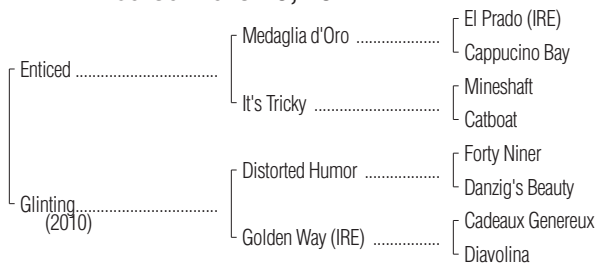 El Prado (IRE)
Medaglia d'Oro ...................
Cappucino Bay
Enticed ................................
Mineshaft
It's Tricky ............................
Catboat
Forty Niner
Distorted Humor .................
Danzig's Beauty
Glinting................................
(2010)
Cadeaux Genereux
Golden Way (IRE) ...............
Diavolina